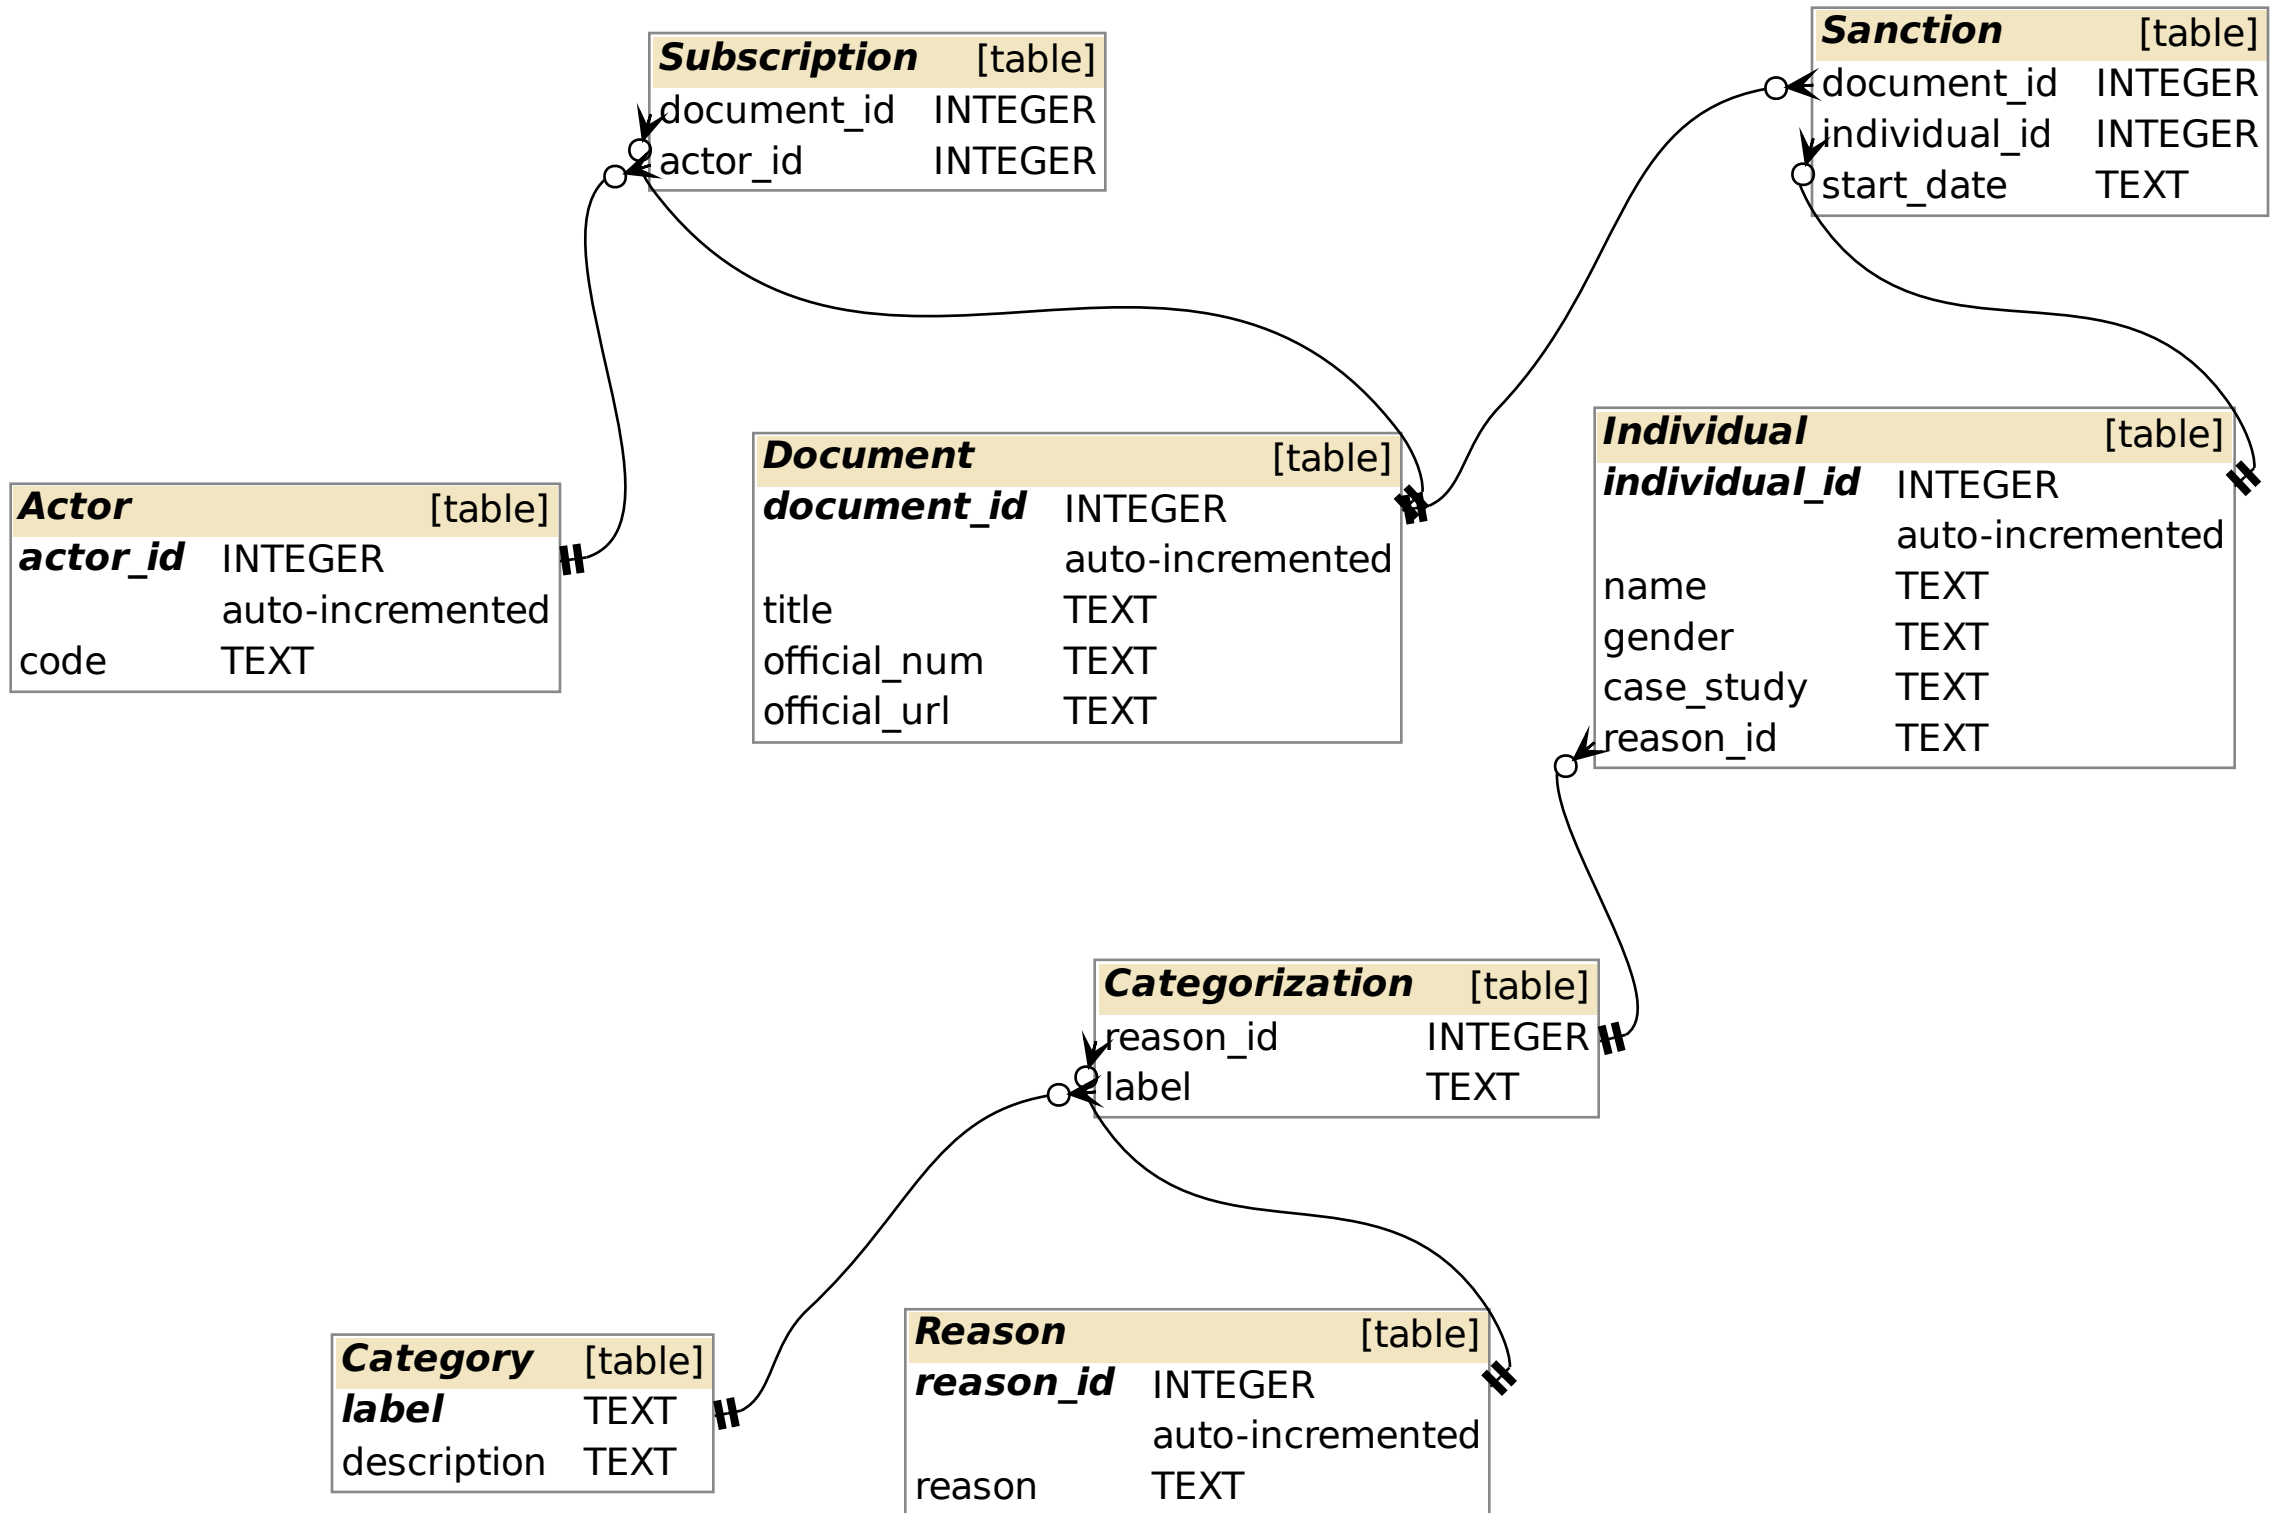 Subscription [table]
document_id INTEGER
actor_id INTEGER
Sanction [table]
document_id INTEGER
individual_id INTEGER
start_date TEXT
Actor [table]
actor_id INTEGER
auto-incremented
code TEXT
Document [table]
document_id INTEGER
auto-incremented
title TEXT
official_num TEXT
official_url TEXT
Individual [table]
individual_id INTEGER
auto-incremented
name TEXT
gender TEXT
case_study TEXT
reason_id TEXT
Categorization [table]
reason_id INTEGER
label TEXT
Category [table]
label TEXT
description TEXT
Reason [table]
reason_id INTEGER
auto-incremented
reason TEXT